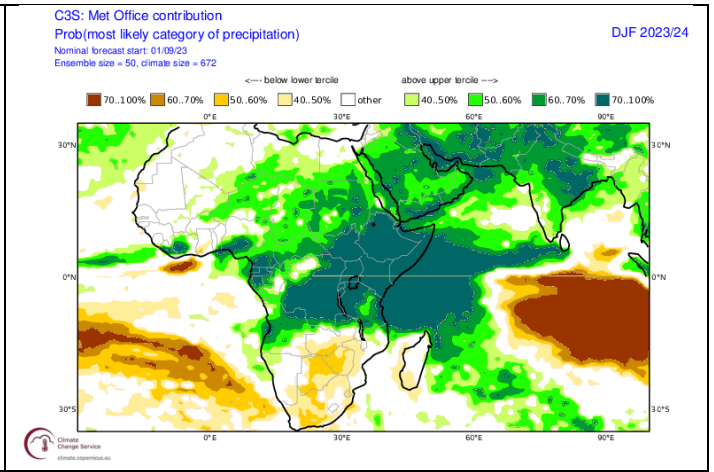 C3S: Met Office contribution
Prob(most likely category of precipitation)
DJF 2023/24
Nominal forecast start: 01/09/23
Ensemble size = 50, climate size = 672
<---- below lower tercile above upper tercile ---->
70..100% 60..70% 50..60% 40..50% other 40..50% 50..60% 60..70% 70..100%
0°E 30°E 60°E 90°E
30°N 30°N
0°N 0°N
30°S 30°S
0°E 30°E 60°E 90°E
Climate
Change Service
climate.copernicus.eu